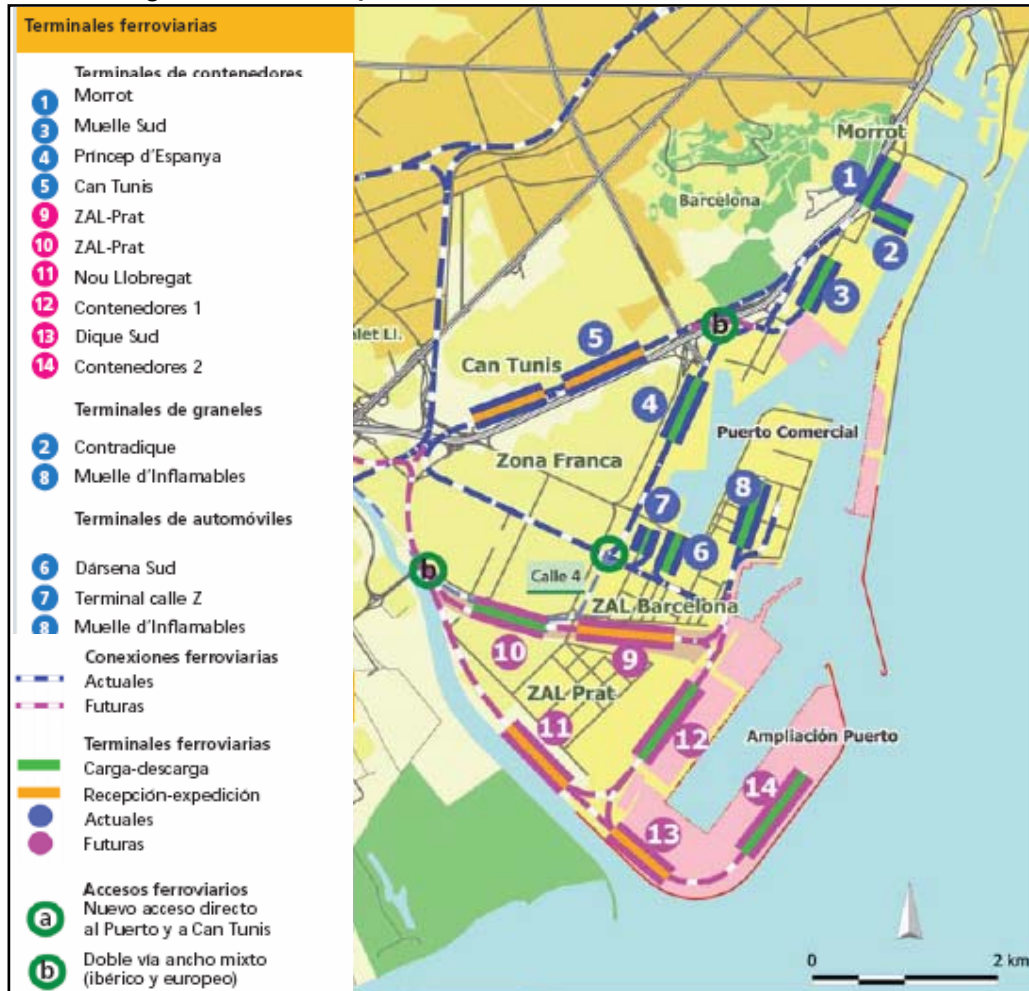 Terminales ferroviarias
Terminales de contenedores
1 Morrot
3 Muelle Sud
4 Príncep d'Espanya
5 Can Tunis
9 ZAL-Prat
10 ZAL-Prat
11 Nou Llobregat
12 Contenedores 1
13 Dique Sud
14 Contenedores 2
Terminales de graneles
2 Contradique
8 Muelle d'Inflamables
Terminales de automóviles
6 Dársena Sud
7 Terminal calle Z
8 Muelle d'Inflamables
Conexiones ferroviarias
Actuales
Futuras
Terminales ferroviarias
Carga-descarga
Recepción-expedición
Actuales
Futuras
Accesos ferroviarios
a Nuevo acceso directo
al Puerto y a Can Tunis
b Doble vía ancho mixto
(ibérico y europeo)
Morrot
1
Barcelona
2
3
b
5
alet Ll.
Can Tunis
4
Puerto Comercial
Zona Franca
8
7
6
b
Calle 4
ZAL Barcelona
10
9
ZAL Prat
11
12
Ampliación Puerto
14
13
0
2 km